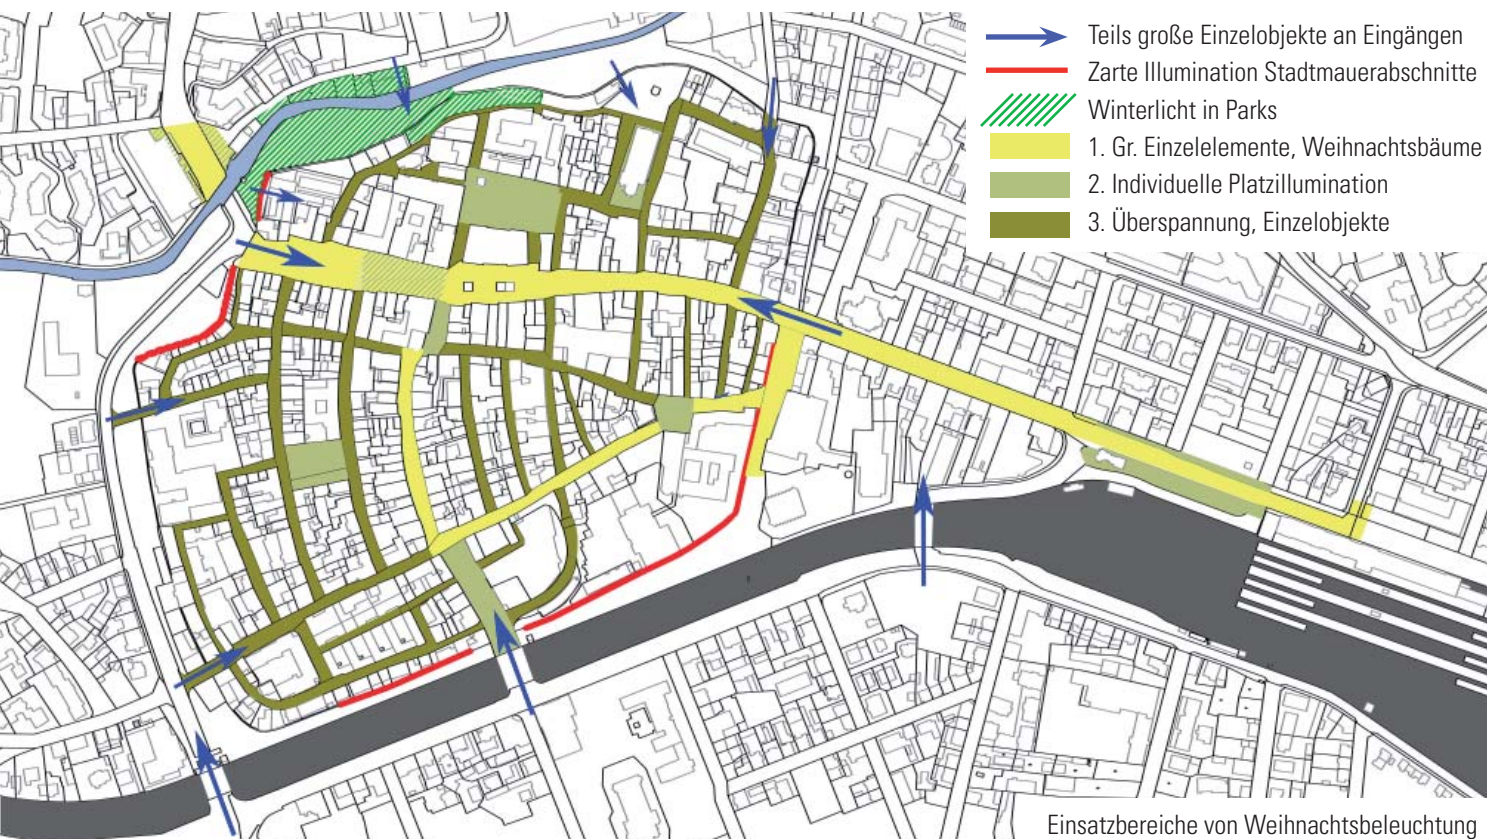 Teils große Einzelobjekte an Eingängen
Zarte Illumination Stadtmauerabschnitte
Winterlicht in Parks
1. Gr. Einzelelemente, Weihnachtsbäume
2. Individuelle Platzillumination
3. Überspannung, Einzelobjekte
Einsatzbereiche von Weihnachtsbeleuchtung